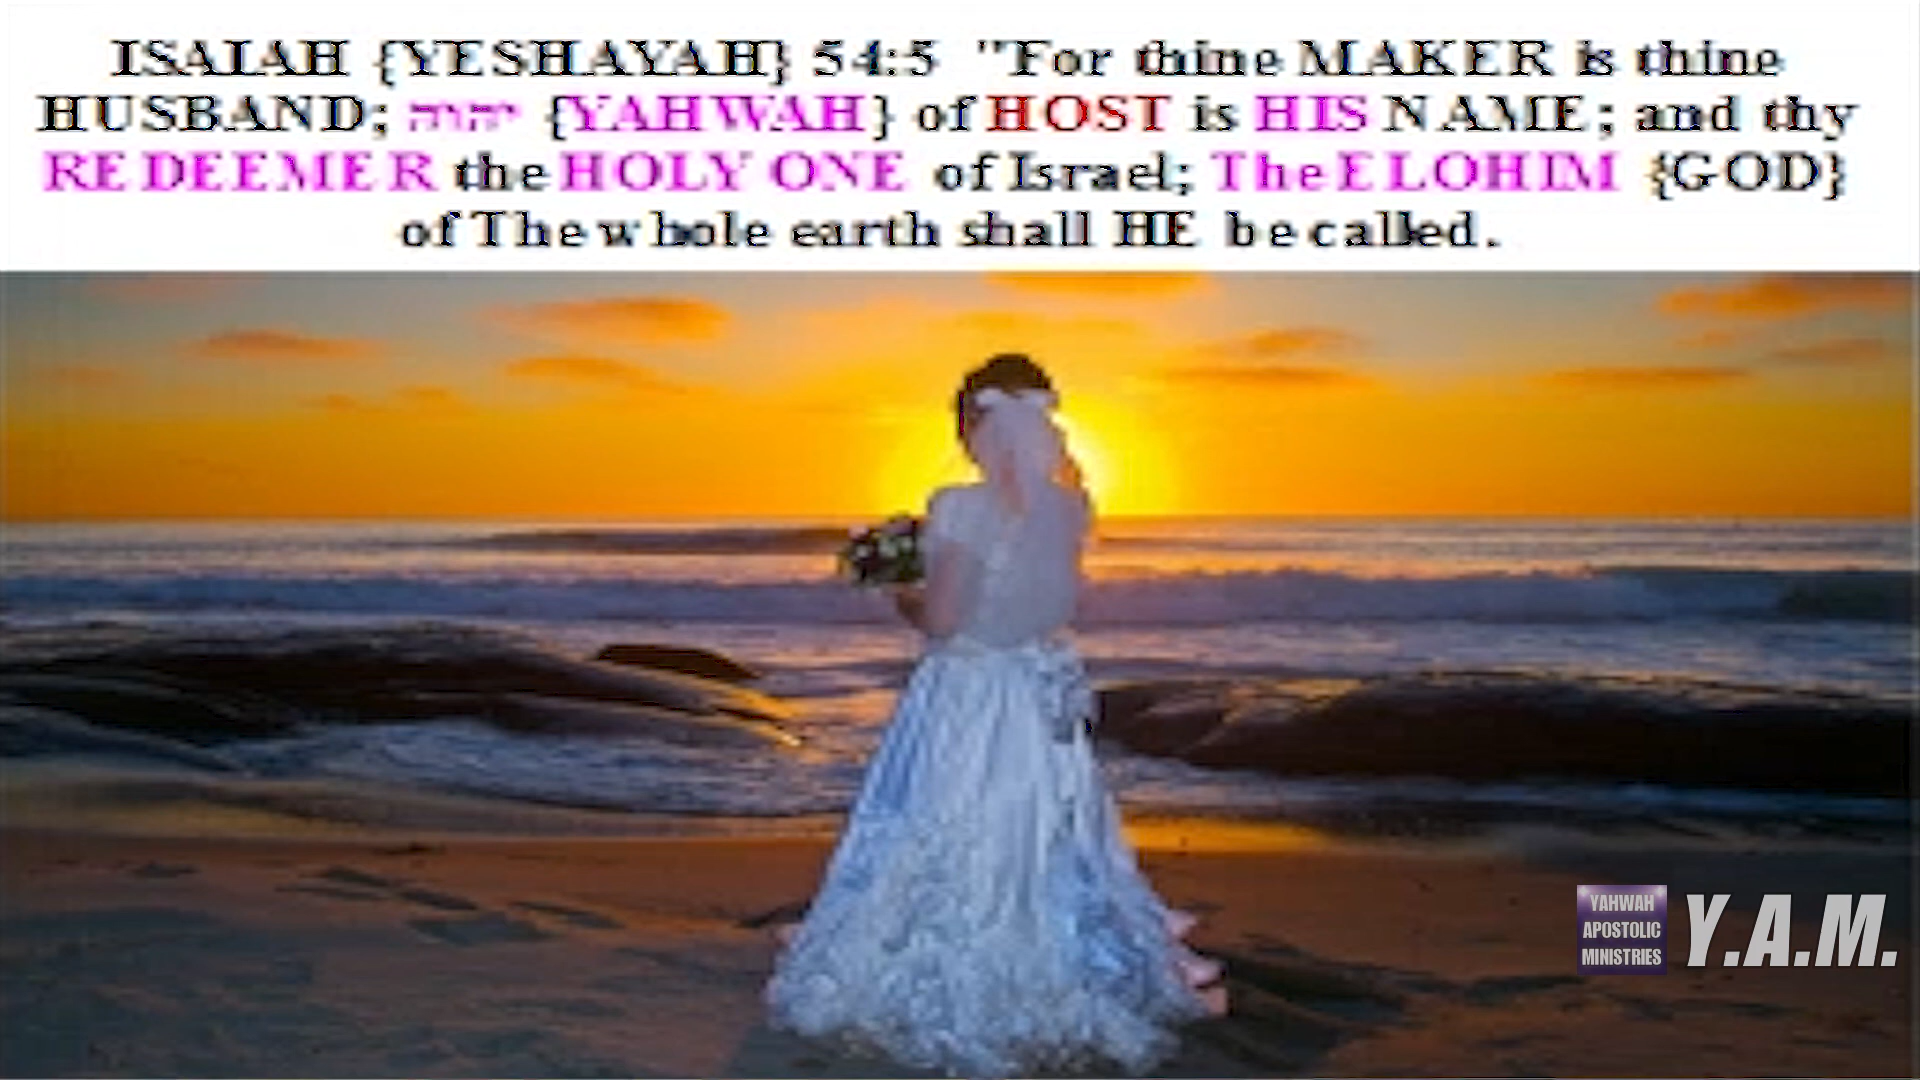 ISAIAH {YESHAYAH} 54:5 "For thine MAKER is thine
HUSBAND; יהוה {YAHWAH} of HOST is HIS NAME; and thy
REDEEMER the HOLY ONE of Israel; The ELOHIM {GOD}
of The whole earth shall HE be called.
YAHWAH
APOSTOLIC
MINISTRIES
Y.A.M.